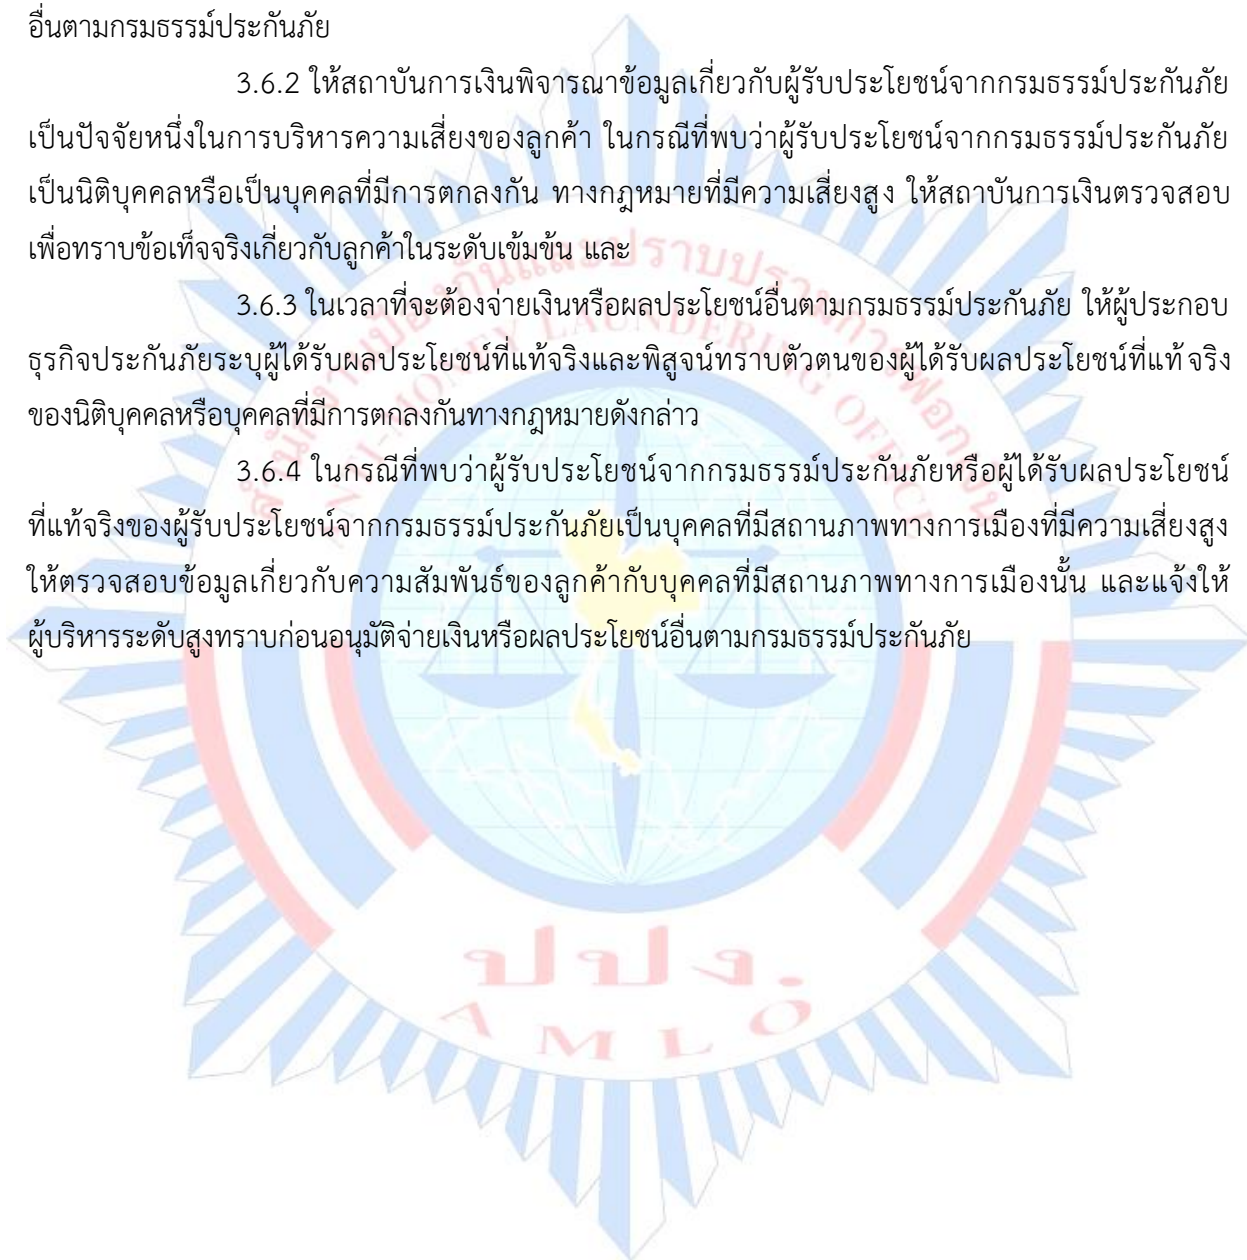 อื่นตามกรมธรรม์ประกันภัย
3.6.2 ให้สถาบันการเงินพิจารณาข้อมูลเกี่ยวกับผู้รับประโยชน์จากกรมธรรม์ประกันภัย
เป็นปัจจัยหนึ่งในการบริหารความเสี่ยงของลูกค้า ในกรณีที่พบว่าผู้รับประโยชน์จากกรมธรรม์ประกันภัย
เป็นนิติบุคคลหรือเป็นบุคคลที่มีการตกลงกัน ทางกฎหมายที่มีความเสี่ยงสูง ให้สถาบันการเงินตรวจสอบ
เพื่อทราบข้อเท็จจริงเกี่ยวกับลูกค้าในระดับเข้มข้น และ
3.6.3 ในเวลาที่จะต้องจ่ายเงินหรือผลประโยชน์อื่นตามกรมธรรม์ประกันภัย ให้ผู้ประกอบ
ธุรกิจประกันภัยระบุผู้ได้รับผลประโยชน์ที่แท้จริงและพิสูจน์ทราบตัวตนของผู้ได้รับผลประโยชน์ที่แท้จริง
ของนิติบุคคลหรือบุคคลที่มีการตกลงกันทางกฎหมายดังกล่าว
3.6.4 ในกรณีที่พบว่าผู้รับประโยชน์จากกรมธรรม์ประกันภัยหรือผู้ได้รับผลประโยชน์
ที่แท้จริงของผู้รับประโยชน์จากกรมธรรม์ประกันภัยเป็นบุคคลที่มีสถานภาพทางการเมืองที่มีความเสี่ยงสูง
ให้ตรวจสอบข้อมูลเกี่ยวกับความสัมพันธ์ของลูกค้ากับบุคคลที่มีสถานภาพทางการเมืองนั้น และแจ้งให้
ผู้บริหารระดับสูงทราบก่อนอนุมัติจ่ายเงินหรือผลประโยชน์อื่นตามกรมธรรม์ประกันภัย
สำนักงานป้องกันและปราบปรามการฟอกเงิน
ANTI-MONEY LAUNDERING OFFICE
ปปง.
AMLO